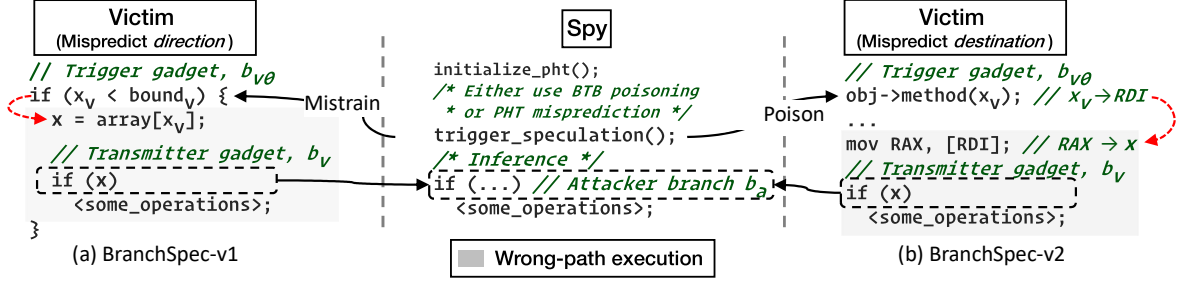 Victim
(Mispredict direction)
// Trigger gadget, bv0
if (xv < boundv) {
x = array[xv];
// Transmitter gadget, bv
if (x)
<some_operations>;
}
(a) BranchSpec-v1
Mistrain
Spy
initialize_pht();
/* Either use BTB poisoning
* or PHT misprediction */
trigger_speculation();
/* Inference */
if (...) // Attacker branch ba
<some_operations>;
Wrong-path execution
Poison
Victim
(Mispredict destination)
// Trigger gadget, bv0
obj->method(xv); // xv→RDI
...
mov RAX, [RDI]; // RAX → x
// Transmitter gadget, bv
if (x)
<some_operations>;
(b) BranchSpec-v2